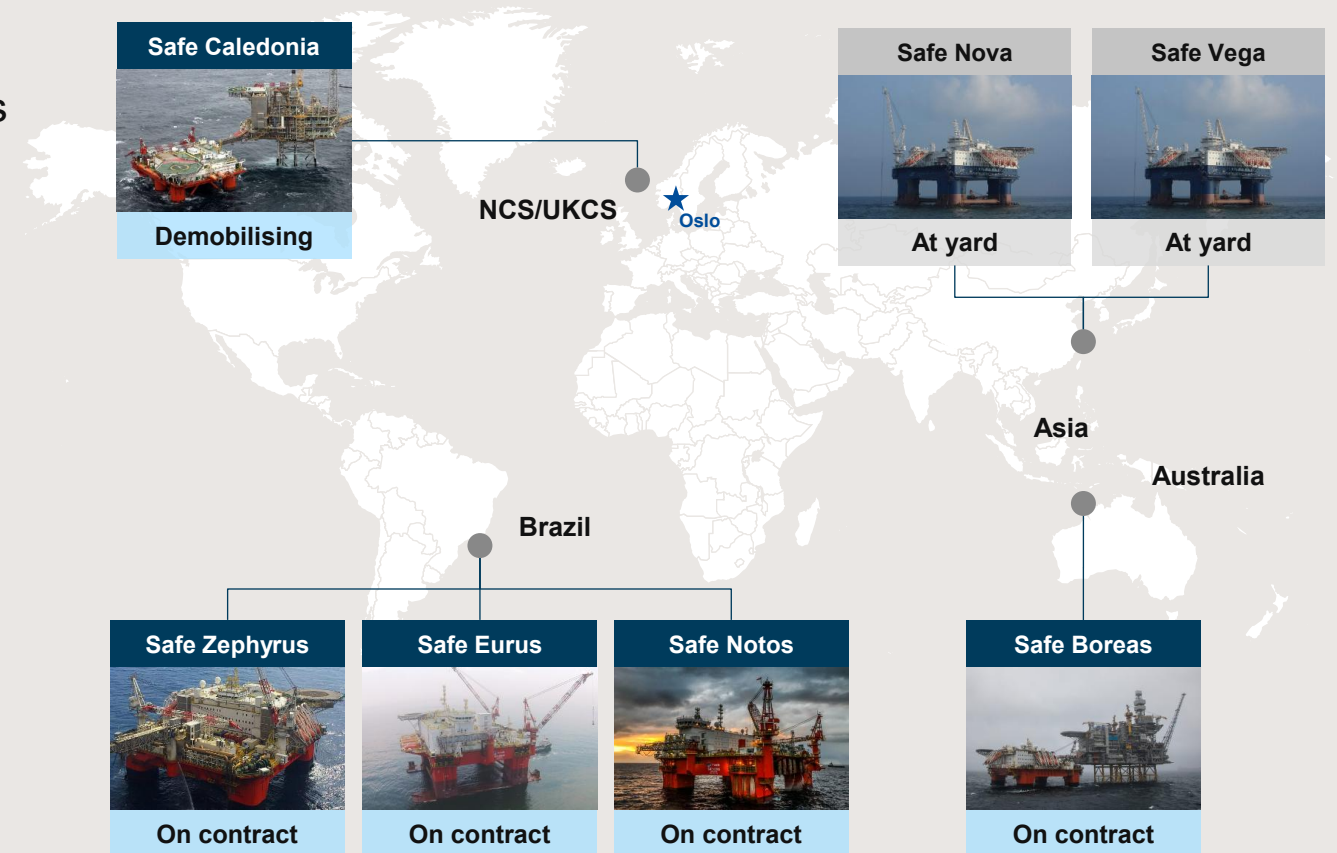 Safe Caledonia
Demobilising
s
NCS/UKCS
Oslo
Safe Nova
At yard
Safe Vega
At yard
Asia
Australia
Brazil
Safe Zephyrus
On contract
Safe Eurus
On contract
Safe Notos
On contract
Safe Boreas
On contract